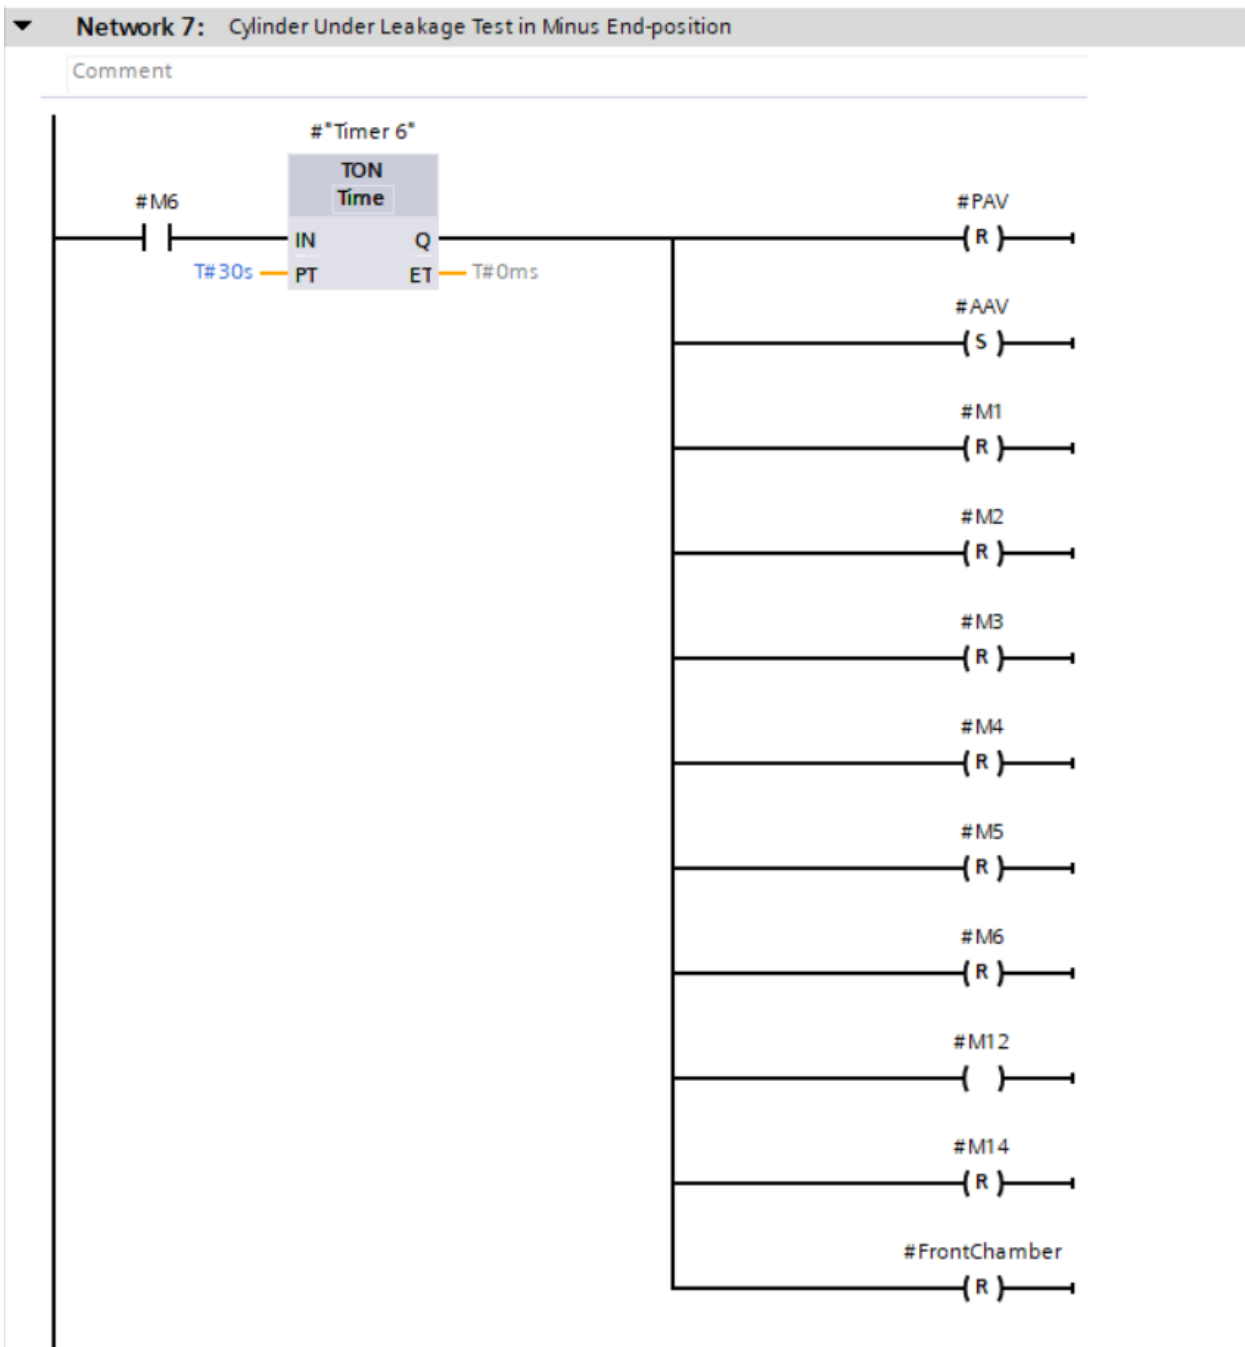 Network 7: Cylinder Under Leakage Test in Minus End-position
Comment
#"Timer 6"
TON
Time
#M6
#PAV
IN Q
( R )
T#30s PT ET T#0ms
#AAV
( S )
#M1
( R )
#M2
( R )
#M3
( R )
#M4
( R )
#M5
( R )
#M6
( R )
#M12
( )
#M14
( R )
#FrontChamber
( R )